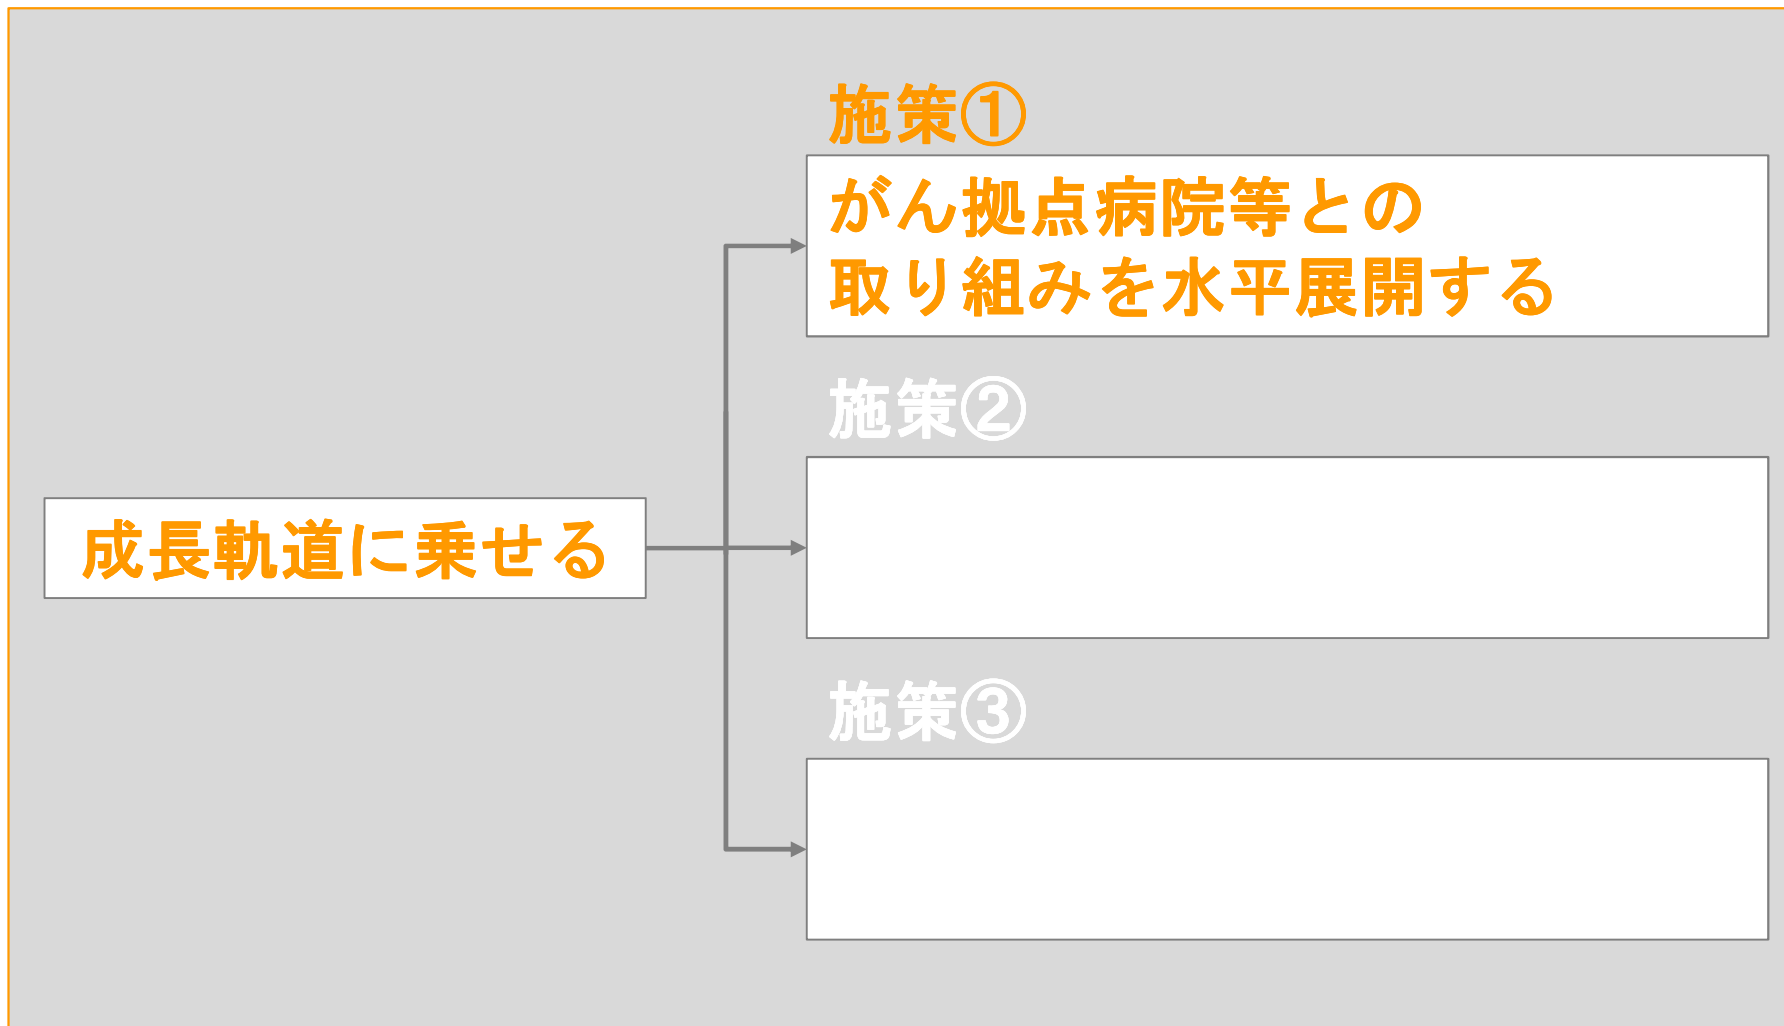 施策①
がん拠点病院等との
取り組みを水平展開する
施策②
成長軌道に乗せる
施策③